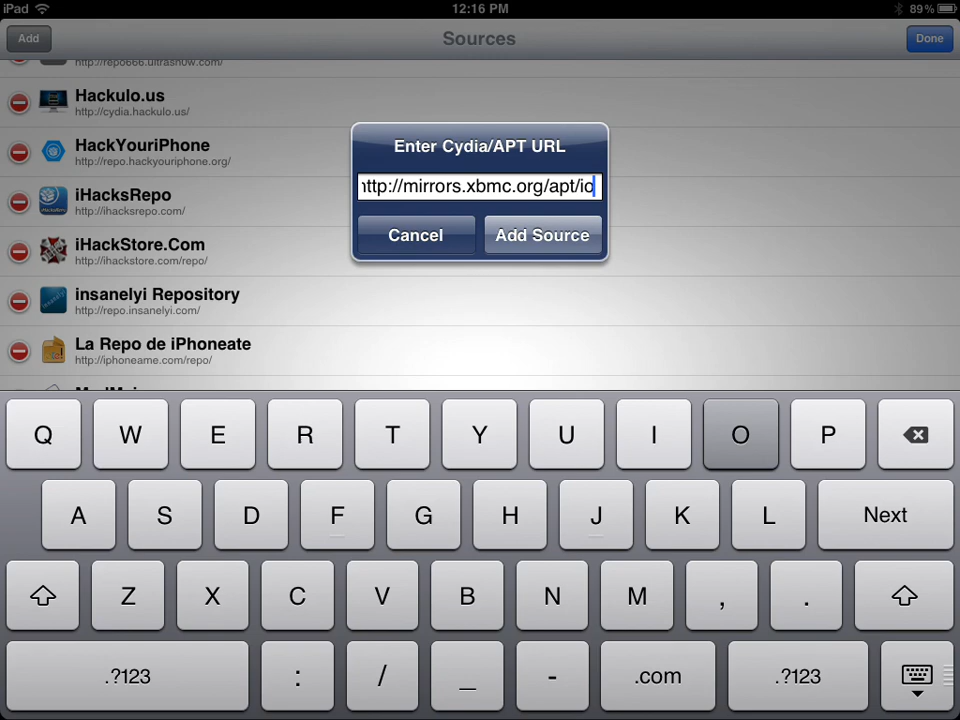 iPad 12:16 PM 89%
Add Sources Done
http://repo666.ultrasn0w.com/
Hackulo.us
http://cydia.hackulo.us/
HackYouriPhone
http://repo.hackyouriphone.org/
iHacksRepo
http://ihacksrepo.com/
iHackStore.Com
http://ihackstore.com/repo/
insanelyi Repository
http://repo.insanelyi.com/
La Repo de iPhoneate
http://iphoneame.com/repo/
Enter Cydia/APT URL
http://mirrors.xbmc.org/apt/io
Cancel Add Source
Q W E R T Y U I O P
A S D F G H J K L Next
Z X C V B N M , .
.?123 : / _ - .com .?123